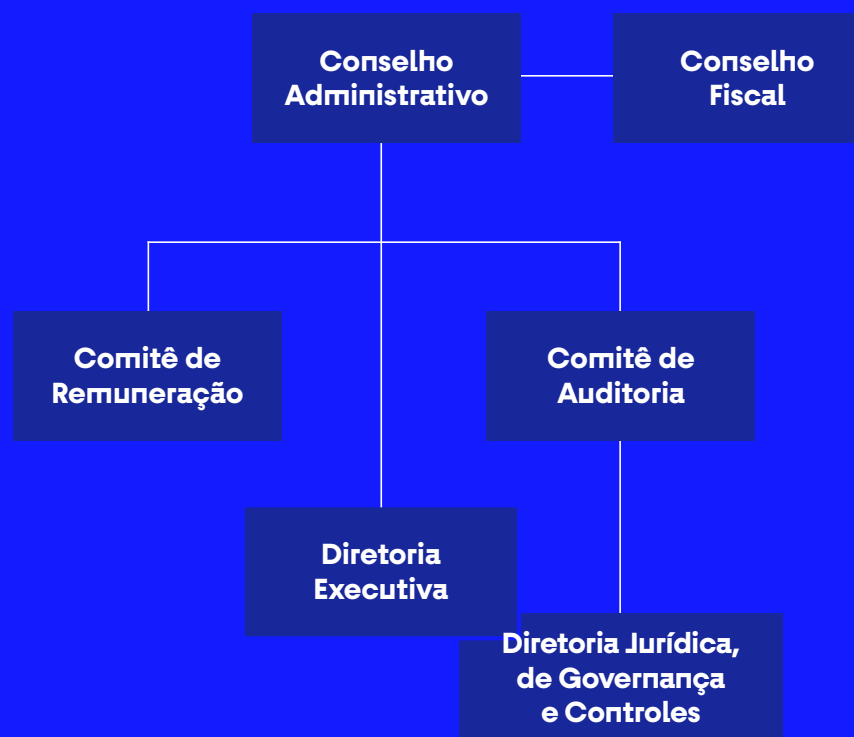 Conselho
Administrativo
Conselho
Fiscal
Comitê de
Remuneração
Comitê de
Auditoria
Diretoria
Executiva
Diretoria Jurídica,
de Governança
e Controles